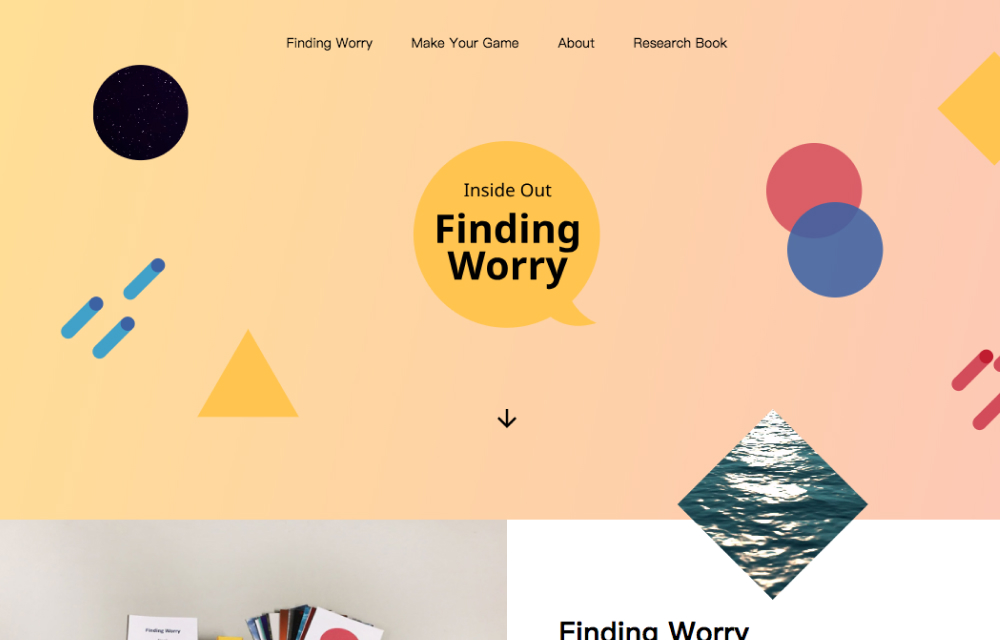 Finding Worry
Make Your Game
About
Research Book
Inside Out
Finding
Worry
Finding Worry
Finding Worry